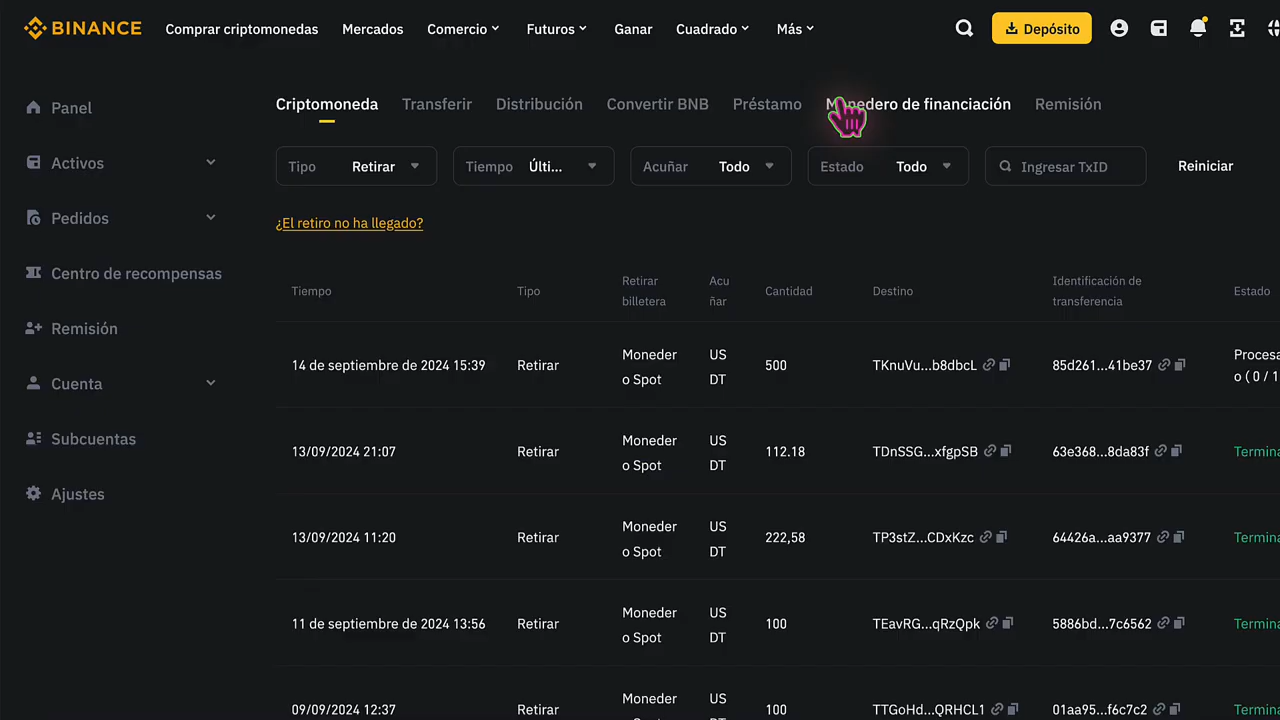 BINANCE Comprar criptomonedas Mercados Comercio Futuros Ganar Cuadrado Más Depósito
Panel
Activos
Pedidos
Centro de recompensas
Remisión
Cuenta
Subcuentas
Ajustes
Criptomoneda Transferir Distribución Convertir BNB Préstamo Monedero de financiación Remisión
Tipo Retirar Tiempo Últi... Acuñar Todo Estado Todo Ingresar TxID Reiniciar
¿El retiro no ha llegado?
Tiempo Tipo Retirar billetera Acu ñar Cantidad Destino Identificación de transferencia Estado
14 de septiembre de 2024 15:39 Retirar Moneder o Spot US DT 500 TKnuVu...b8dbcL 85d261...41be37 Procesa o ( 0 / 1
13/09/2024 21:07 Retirar Moneder o Spot US DT 112.18 TDnSSG...xfgpSB 63e368...8da83f Termina
13/09/2024 11:20 Retirar Moneder o Spot US DT 222,58 TP3stZ...CDxKzc 64426a...aa9377 Termina
11 de septiembre de 2024 13:56 Retirar Moneder o Spot US DT 100 TEavRG...qRzQpk 5886bd...7c6562 Termina
09/09/2024 12:37 Retirar Moneder US 100 TTGoHd...QRHCL1 01aa95...f6c7c2 Termina